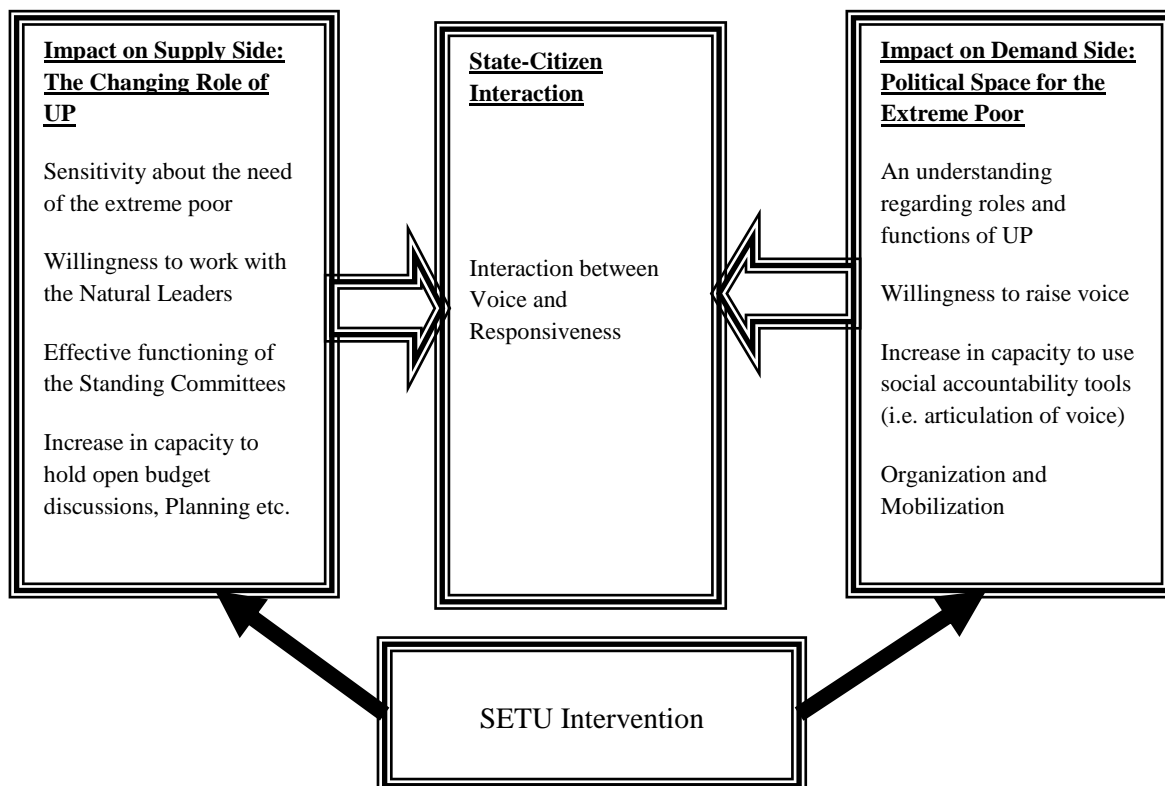 Impact on Supply Side:
The Changing Role of
UP
Sensitivity about the need
of the extreme poor
Willingness to work with
the Natural Leaders
Effective functioning of
the Standing Committees
Increase in capacity to
hold open budget
discussions, Planning etc.
State-Citizen
Interaction
Interaction between
Voice and
Responsiveness
Impact on Demand Side:
Political Space for the
Extreme Poor
An understanding
regarding roles and
functions of UP
Willingness to raise voice
Increase in capacity to use
social accountability tools
(i.e. articulation of voice)
Organization and
Mobilization
SETU Intervention